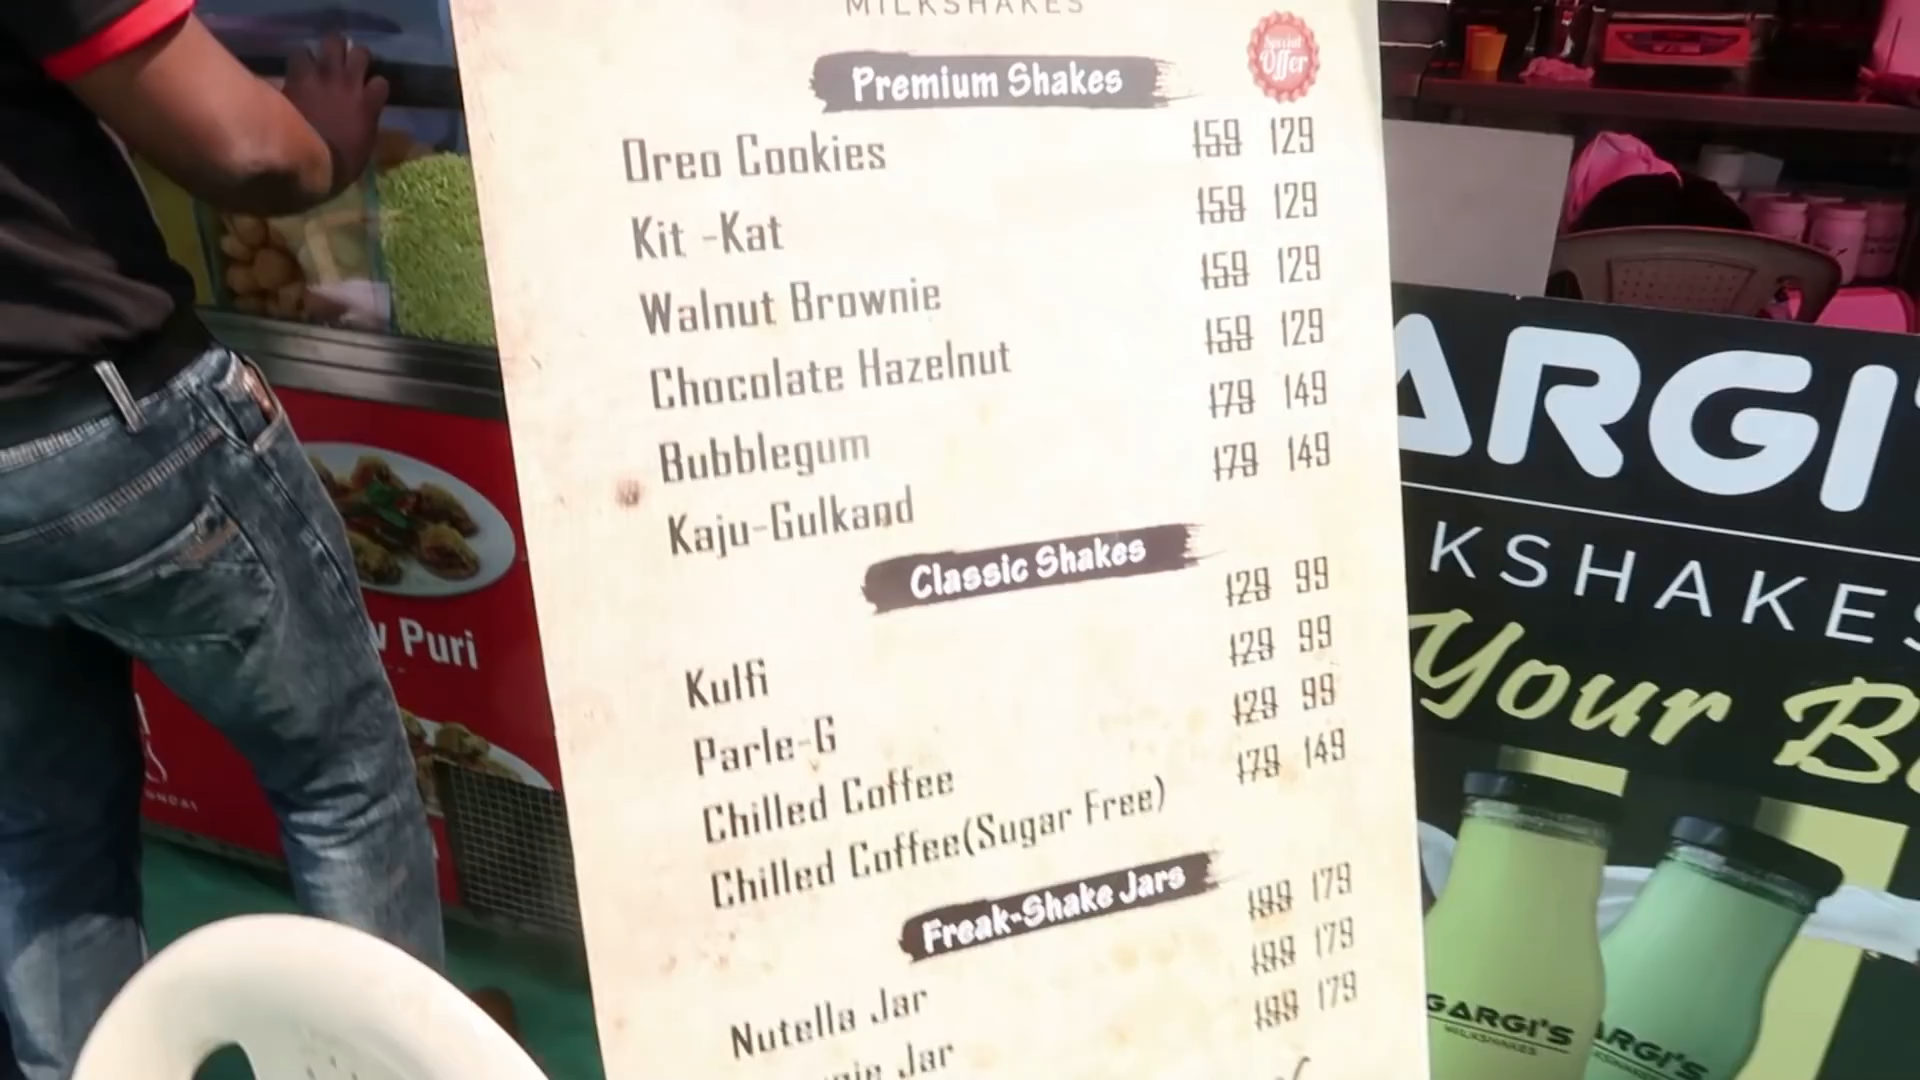 MILKSHAKES
Premium Shakes
Special
Offer
Oreo Cookies 159 129
Kit -Kat 159 129
Walnut Brownie 159 129
Chocolate Hazelnut 159 129
Bubblegum 179 149
Kaju-Gulkand 179 149
Classic Shakes
Kulfi 129 99
Parle-G 129 99
Chilled Coffee 129 99
Chilled Coffee(Sugar Free) 179 149
Freak-Shake Jars
Nutella Jar 199 179
Jar 199 179
199 179
Puri
ARGI'
KSHAKES
Your
GARGI'S
MILKSHAKES
ARGI'S